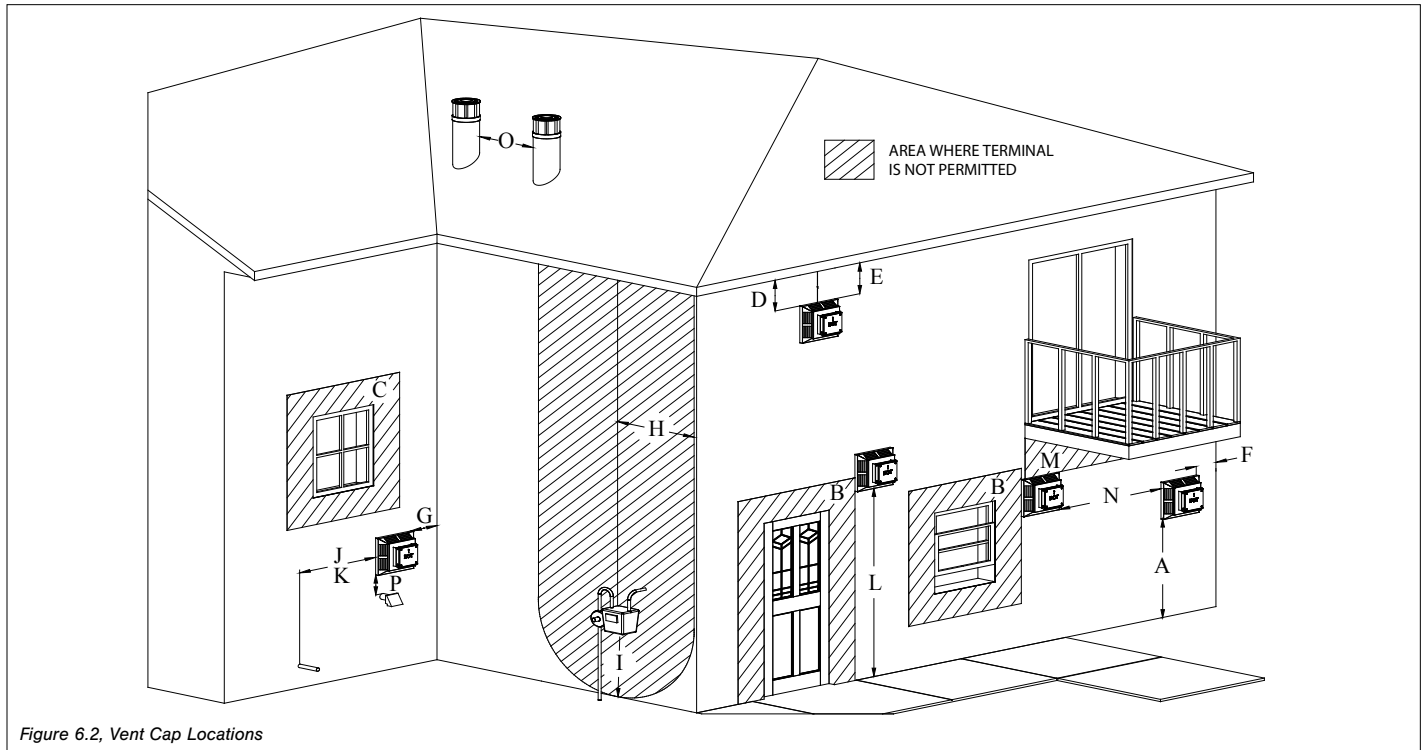 O
AREA WHERE TERMINAL
IS NOT PERMITTED
D
E
C
H
G
B
M
B
N
F
J
K
P
L
A
I
Figure 6.2, Vent Cap Locations